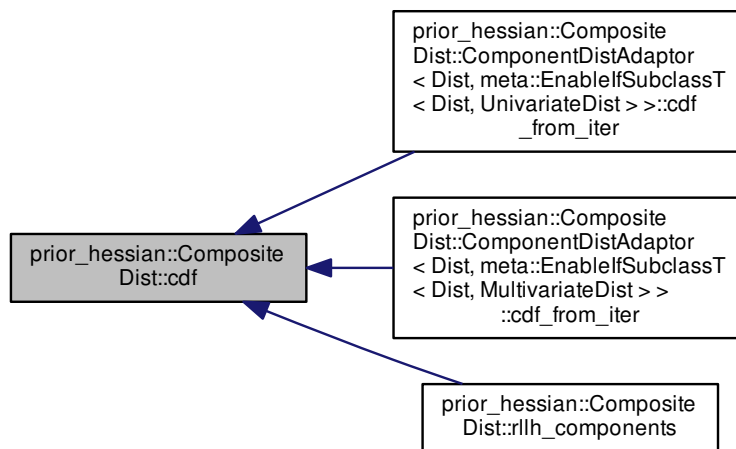 prior_hessian::Composite
Dist::ComponentDistAdaptor
< Dist, meta::EnableIfSubclassT
< Dist, UnivariateDist > >::cdf
_from_iter
prior_hessian::Composite
Dist::cdf
prior_hessian::Composite
Dist::ComponentDistAdaptor
< Dist, meta::EnableIfSubclassT
< Dist, MultivariateDist > >
::cdf_from_iter
prior_hessian::Composite
Dist::rllh_components